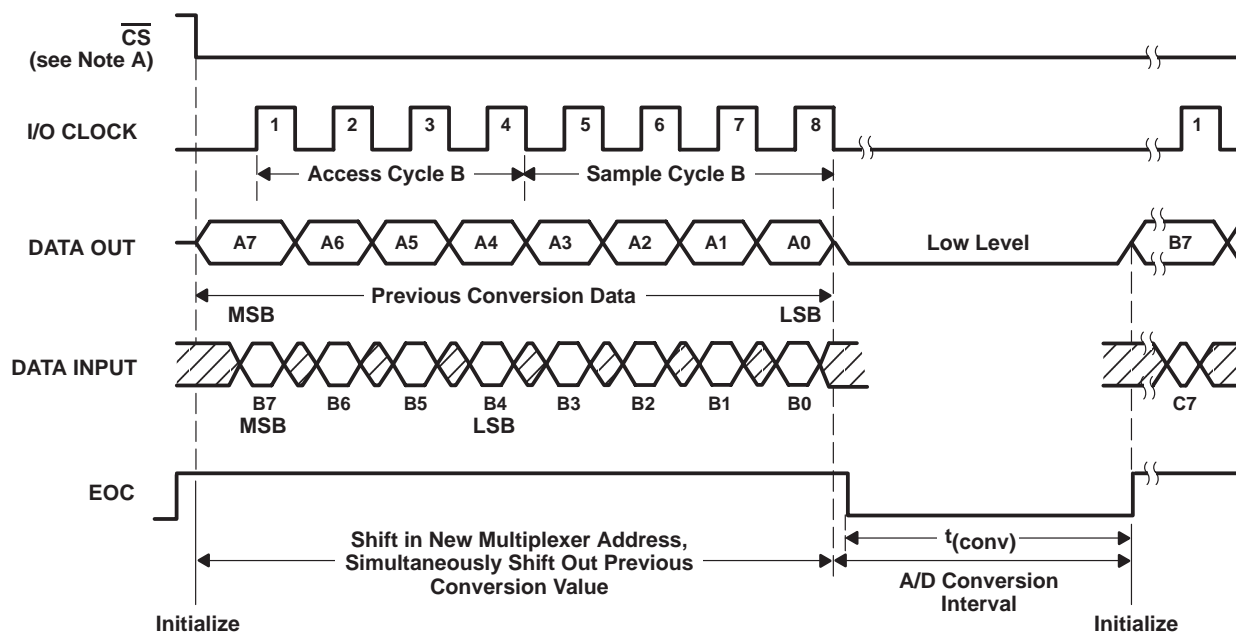 CS
(see Note A)
I/O CLOCK
1 2 3 4 5 6 7 8 1
Access Cycle B Sample Cycle B
DATA OUT
A7 A6 A5 A4 A3 A2 A1 A0 Low Level B7
Previous Conversion Data
MSB LSB
DATA INPUT
B7 B6 B5 B4 B3 B2 B1 B0 C7
MSB LSB
EOC
Shift in New Multiplexer Address,
Simultaneously Shift Out Previous
Conversion Value
t(conv)
A/D Conversion
Interval
Initialize Initialize